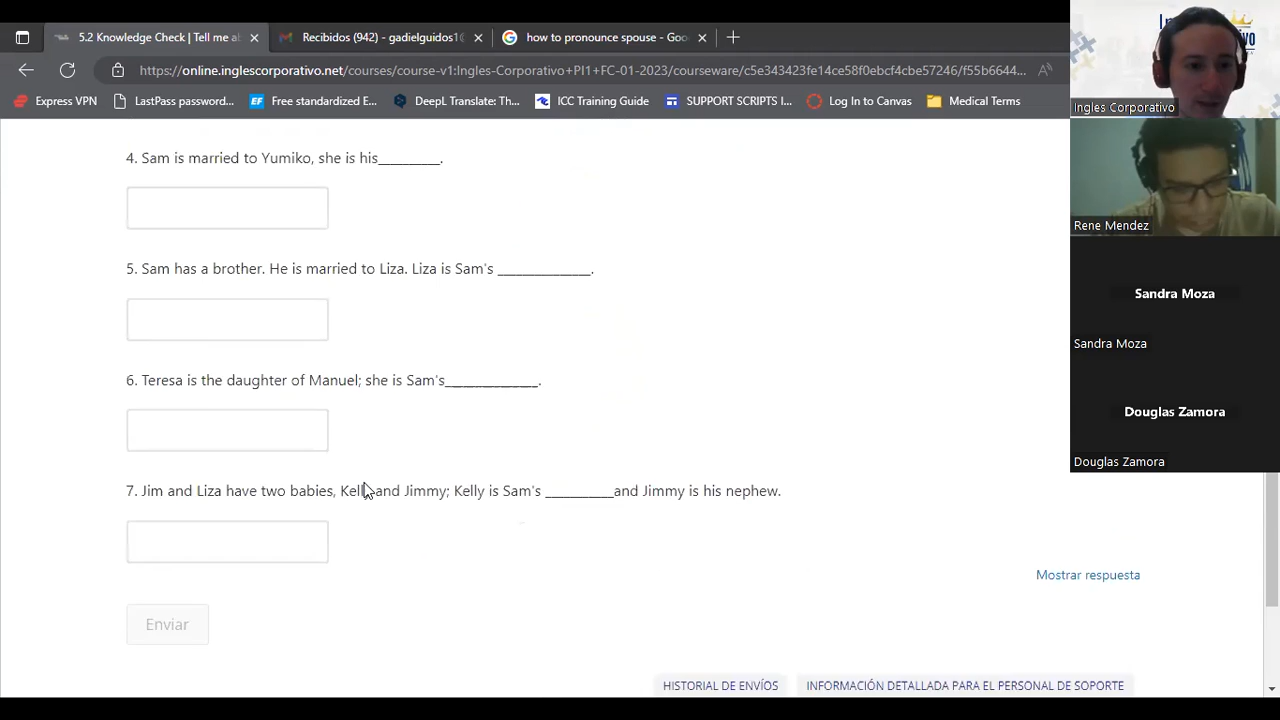 5.2 Knowledge Check | Tell me ab
Recibidos (942) - gadielguidos1@
how to pronounce spouse - Goo
https://online.inglescorporativo.net/courses/course-v1:Ingles-Corporativo+PI1+FC-01-2023/courseware/c5e343423fe14ce58f0ebcf4cbe57246/f55b6644...
Express VPN
LastPass password...
Free standardized E...
DeepL Translate: Th...
ICC Training Guide
SUPPORT SCRIPTS I...
Log In to Canvas
Medical Terms
4. Sam is married to Yumiko, she is his__________.
5. Sam has a brother. He is married to Liza. Liza is Sam's _______________.
6. Teresa is the daughter of Manuel; she is Sam's_______________.
7. Jim and Liza have two babies, Kelly and Jimmy; Kelly is Sam's ___________and Jimmy is his nephew.
Mostrar respuesta
Enviar
HISTORIAL DE ENVÍOS
INFORMACIÓN DETALLADA PARA EL PERSONAL DE SOPORTE
Ingles Corporativo
Rene Mendez
Sandra Moza
Sandra Moza
Douglas Zamora
Douglas Zamora